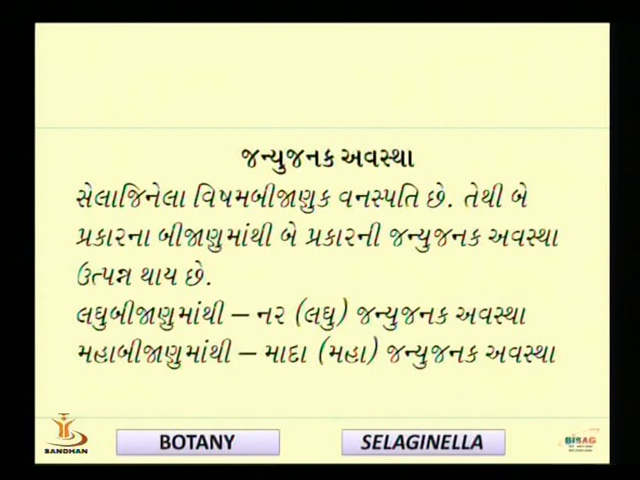 જન્યુજનક અવસ્થા
સેલાજિનેલા વિષમબીજાણુક વનસ્પતિ છે. તેથી બે
પ્રકારના બીજાણુમાંથી બે પ્રકારની જન્યુજનક અવસ્થા
ઉત્પન્ન થાય છે.
લઘુબીજાણુમાંથી – નર (લઘુ) જન્યુજનક અવસ્થા
મહાબીજાણુમાંથી – માદા (મહા) જન્યુજનક અવસ્થા
SANDHAN
BOTANY
SELAGINELLA
BISAG